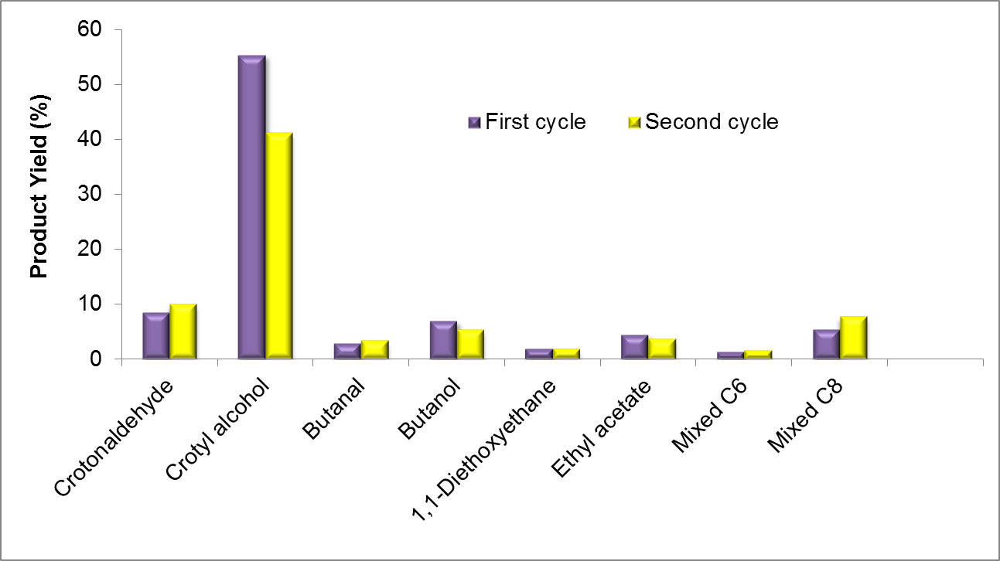 Product Yield (%)
60
50
40
30
20
10
0
First cycle
Second cycle
Crotonaldehyde
Crotyl alcohol
Butanal
Butanol
1,1-Diethoxyethane
Ethyl acetate
Mixed C6
Mixed C8